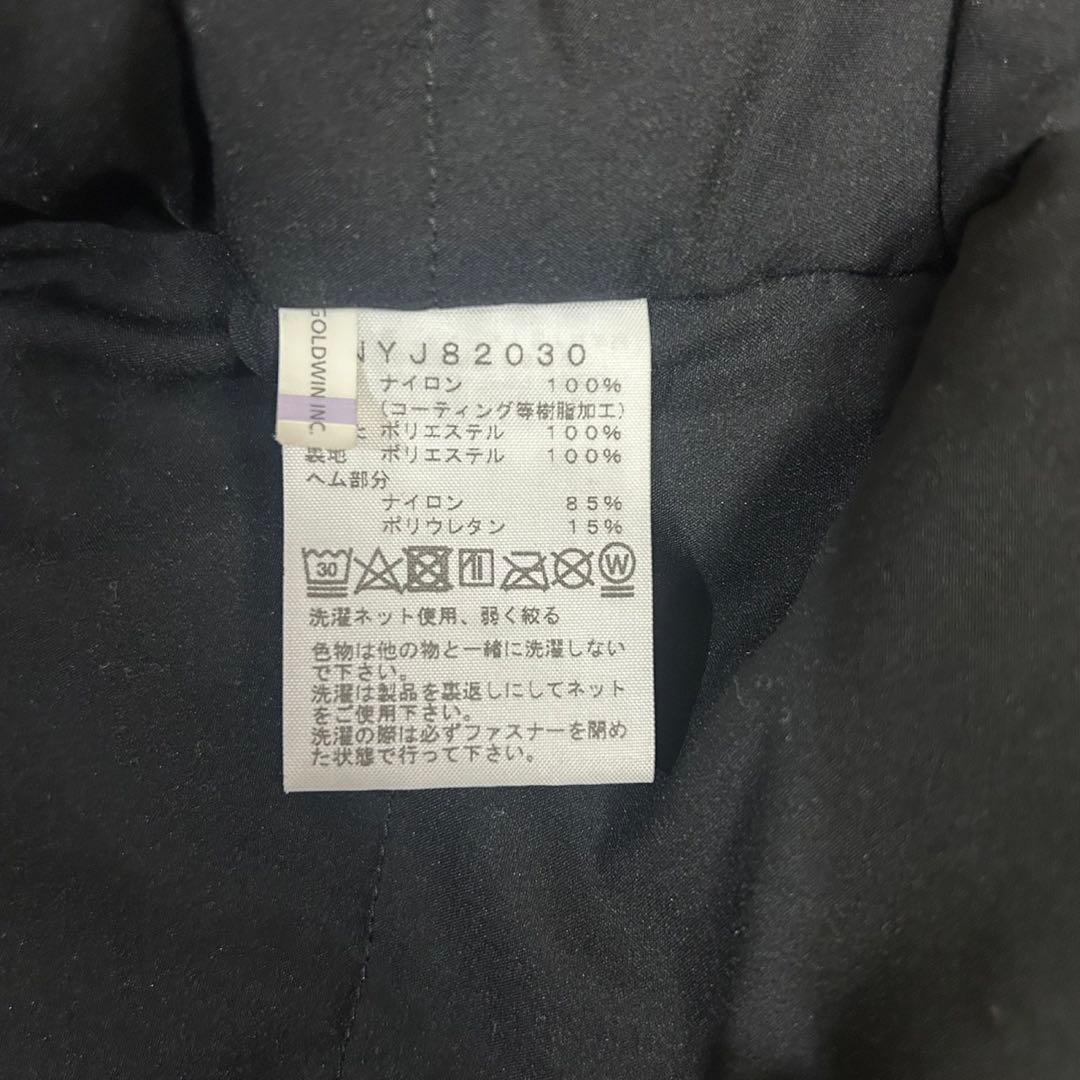 GOLDWIN INC.
NYJ82030
ナイロン 100%
(コーティング等樹脂加工)
ポリエステル 100%
裏地 ポリエステル 100%
ヘム部分
ナイロン 85%
ポリウレタン 15%
30 W
洗濯ネット使用、弱く絞る
色物は他の物と一緒に洗濯しない
で下さい。
洗濯は製品を裏返しにしてネット
をご使用下さい。
洗濯の際は必ずファスナーを閉め
た状態で行って下さい。